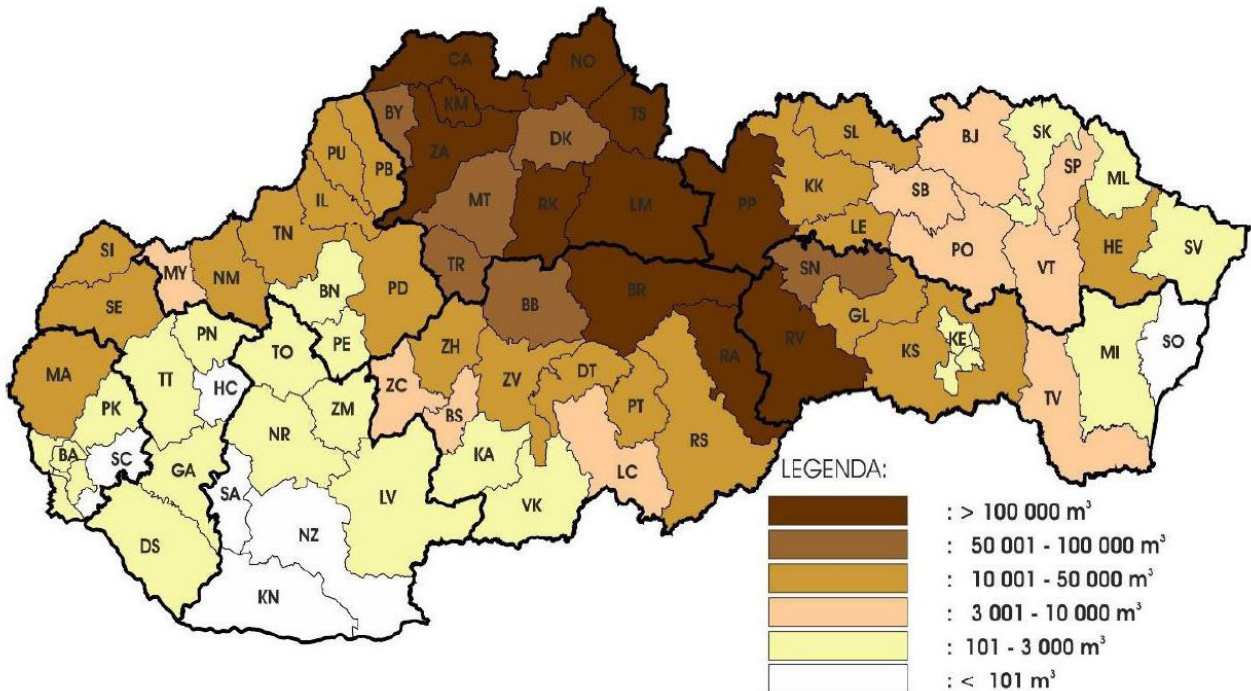 CA
NO
BY
KM
TS
ZA
DK
PU
PB
IL
MT
RK
LM
PP
SL
BJ
SK
SP
ML
KK
SB
LE
PO
VT
HE
SV
SI
MY
NM
TN
TR
SE
BN
PD
BB
BR
SN
GL
RA
RV
KS
KE
MI
SO
PN
TO
PE
ZH
MA
TT
HC
ZM
ZC
BS
ZV
DT
PT
RS
TV
PK
NR
BA
SC
GA
SA
LV
KA
LC
VK
NZ
DS
KN
LEGENDA:
: > 100 000 m³
: 50 001 - 100 000 m³
: 10 001 - 50 000 m³
: 3 001 - 10 000 m³
: 101 - 3 000 m³
: < 101 m³